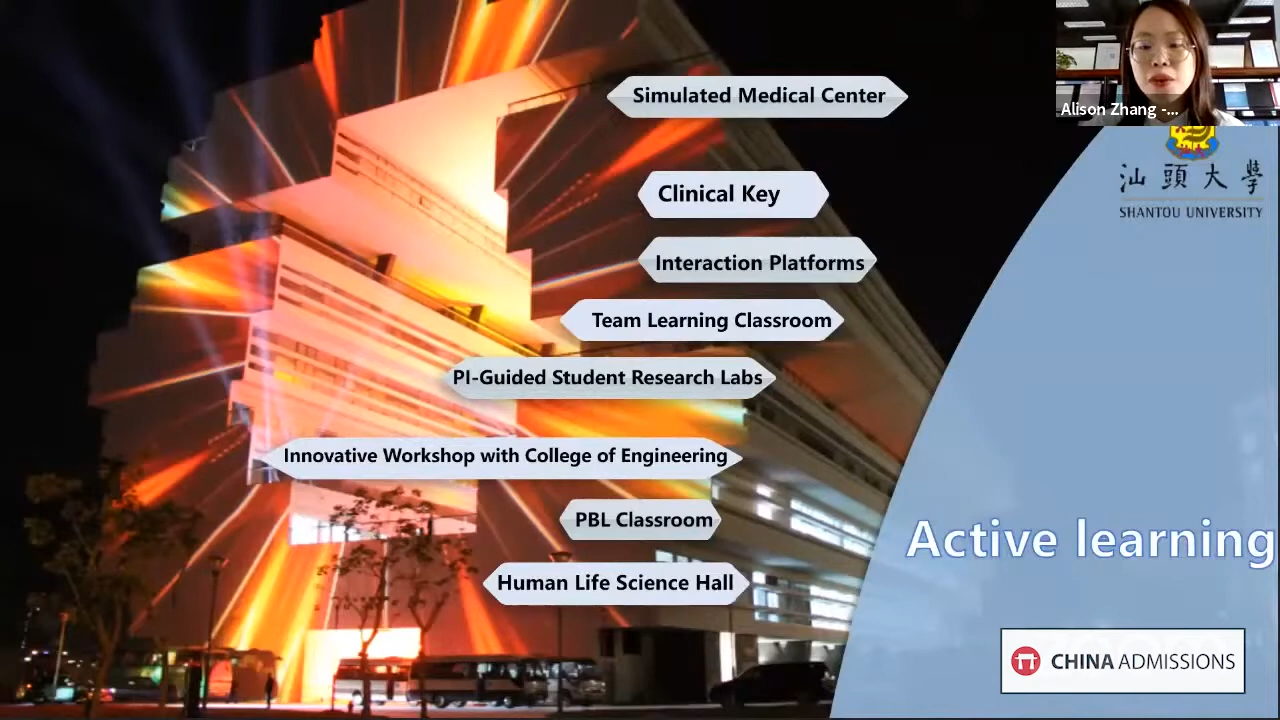 Simulated Medical Center
Alison Zhang -...
Clinical Key
汕頭大學
SHANTOU UNIVERSITY
Interaction Platforms
Team Learning Classroom
PI-Guided Student Research Labs
Innovative Workshop with College of Engineering
PBL Classroom
Active learning
Human Life Science Hall
CHINA ADMISSIONS